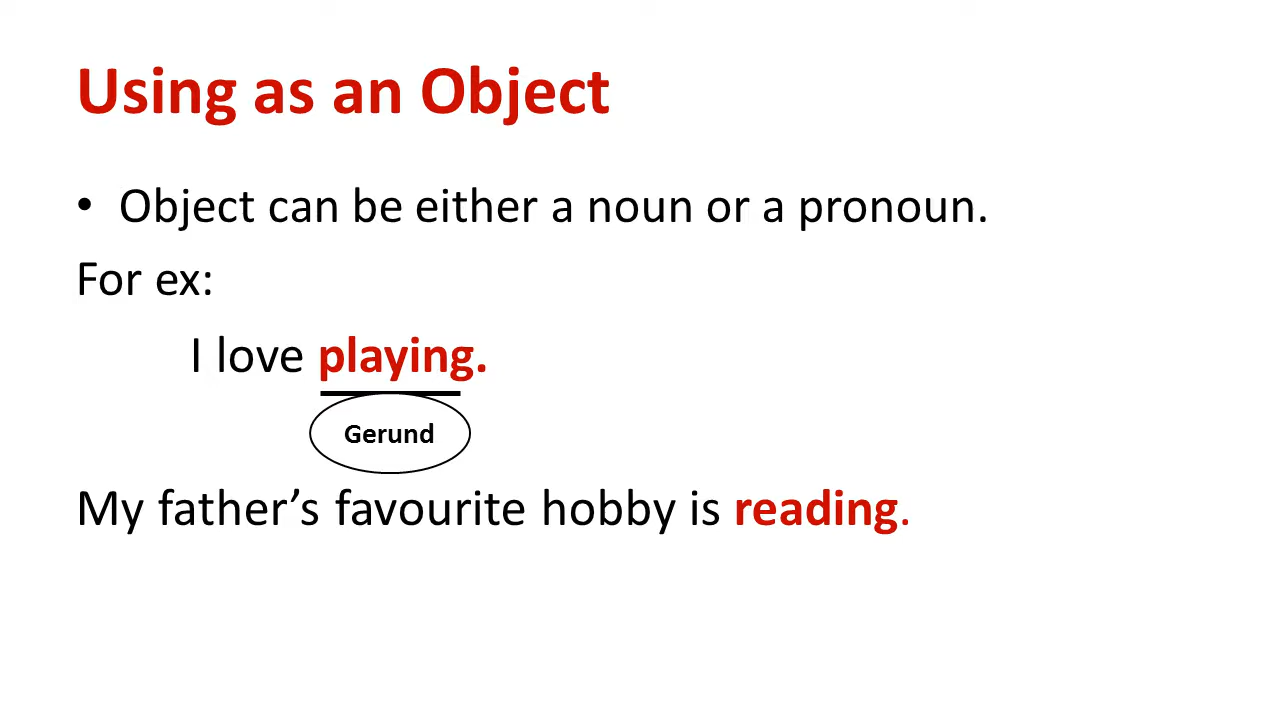 Using as an Object
• Object can be either a noun or a pronoun.
For ex:
I love playing.
Gerund
My father’s favourite hobby is reading.